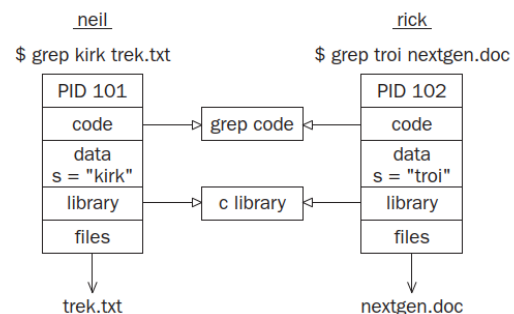 neil
rick
$ grep kirk trek.txt
$ grep troi nextgen.doc
PID 101
PID 102
code
grep code
code
data
s = "kirk"
data
s = "troi"
library
c library
library
files
files
trek.txt
nextgen.doc